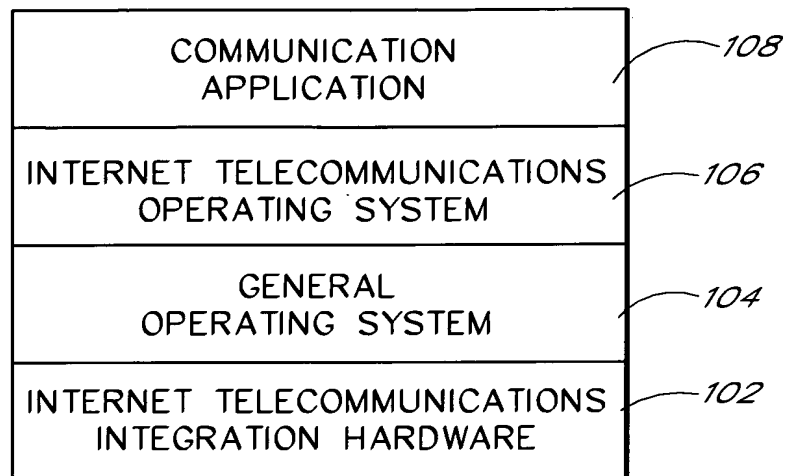 COMMUNICATION
APPLICATION
108
INTERNET TELECOMMUNICATIONS
OPERATING SYSTEM
106
GENERAL
OPERATING SYSTEM
104
INTERNET TELECOMMUNICATIONS
INTEGRATION HARDWARE
102